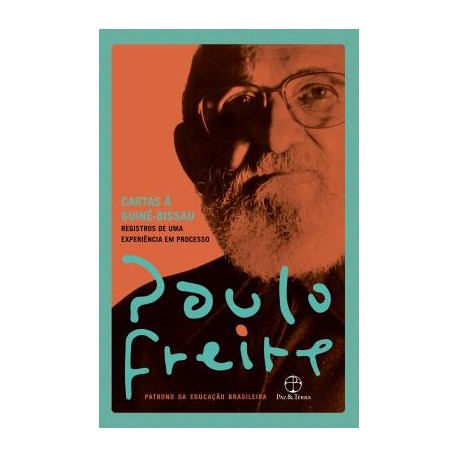 CARTAS À
GUINÉ-BISSAU
REGISTROS DE UMA
EXPERIÊNCIA EM PROCESSO
Paulo
Freire
PATRONO DA EDUCAÇÃO BRASILEIRA
PAZ & TERRA